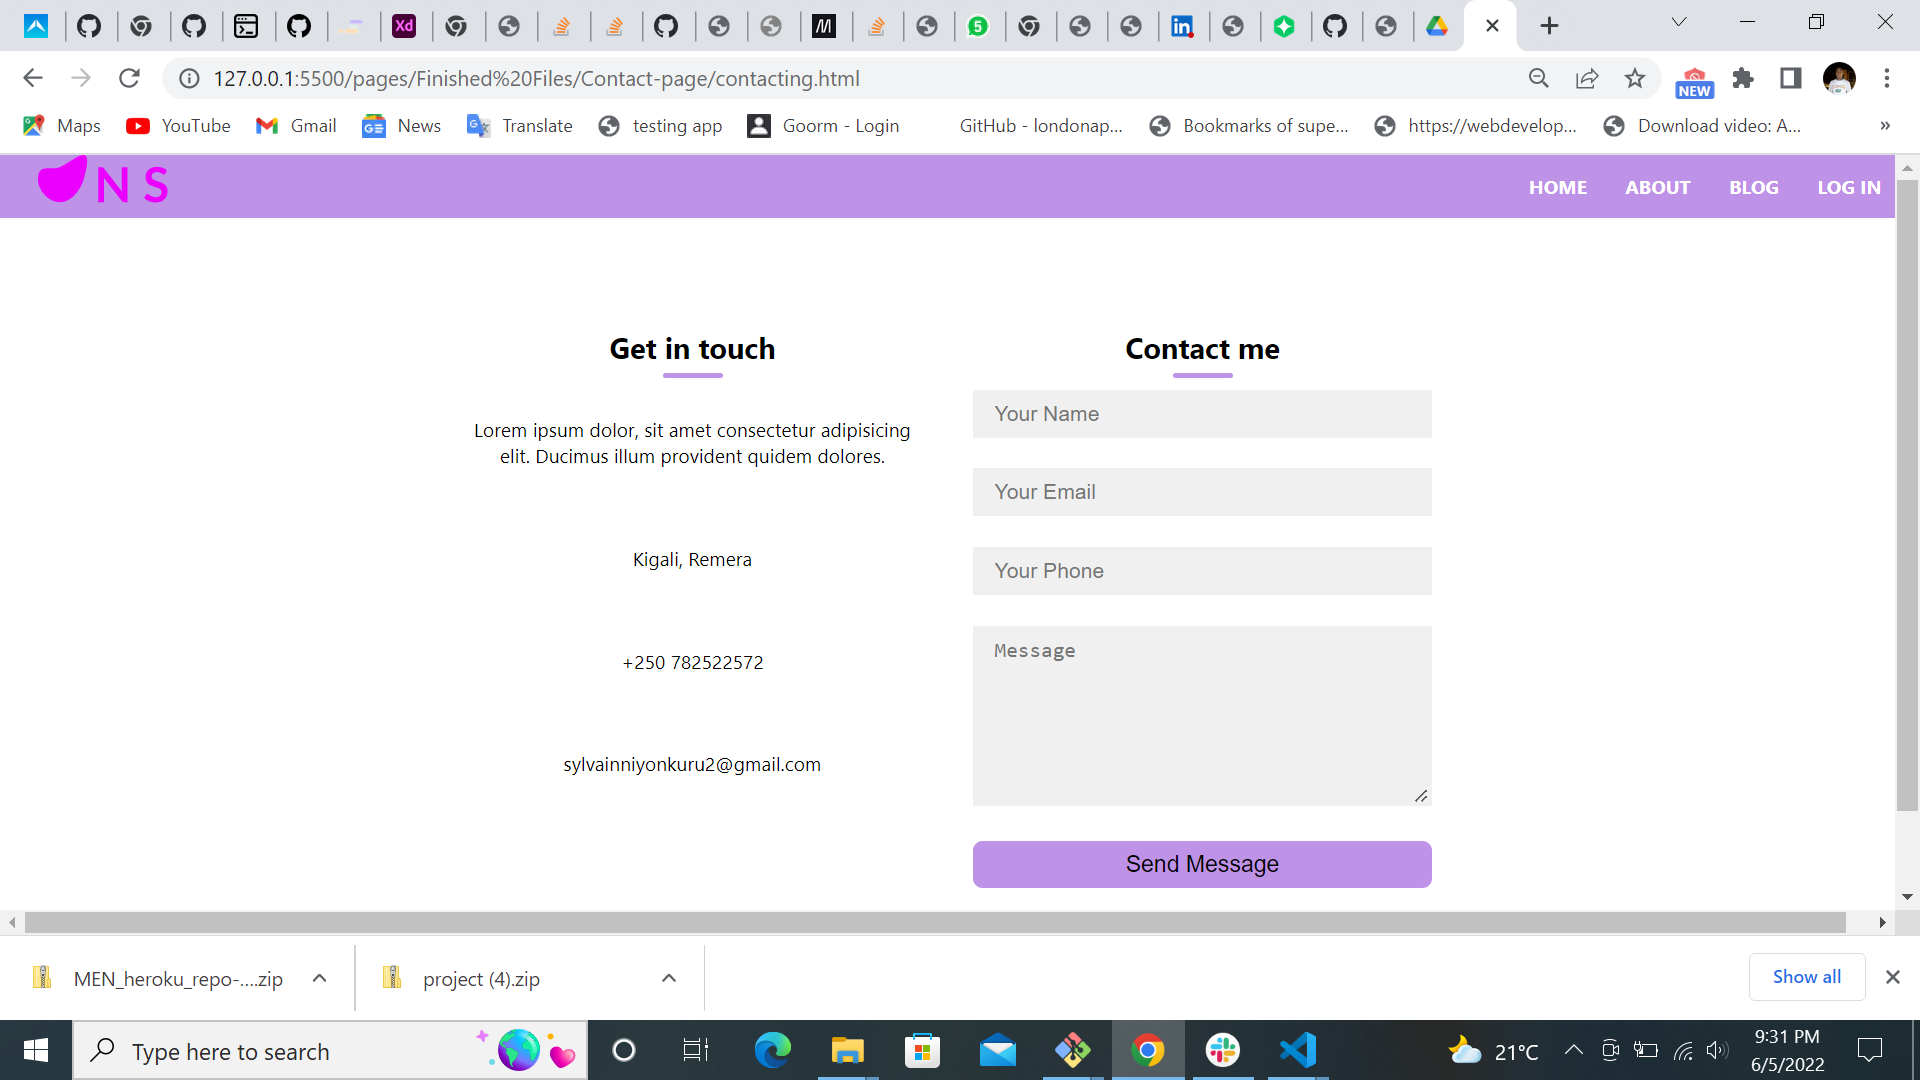 Xd
M
5
in
127.0.0.1:5500/pages/Finished%20Files/Contact-page/contacting.html
NEW
Maps
YouTube
Gmail
News
Translate
testing app
Goorm - Login
GitHub - londonap...
Bookmarks of supe...
https://webdevelop...
Download video: A...
»
N S
HOME
ABOUT
BLOG
LOG IN
Get in touch
Lorem ipsum dolor, sit amet consectetur adipisicing
elit. Ducimus illum provident quidem dolores.
Kigali, Remera
+250 782522572
sylvainniyonkuru2@gmail.com
Contact me
Your Name
Your Email
Your Phone
Message
Send Message
MEN_heroku_repo-....zip
project (4).zip
Show all
Type here to search
21°C
9:31 PM
6/5/2022